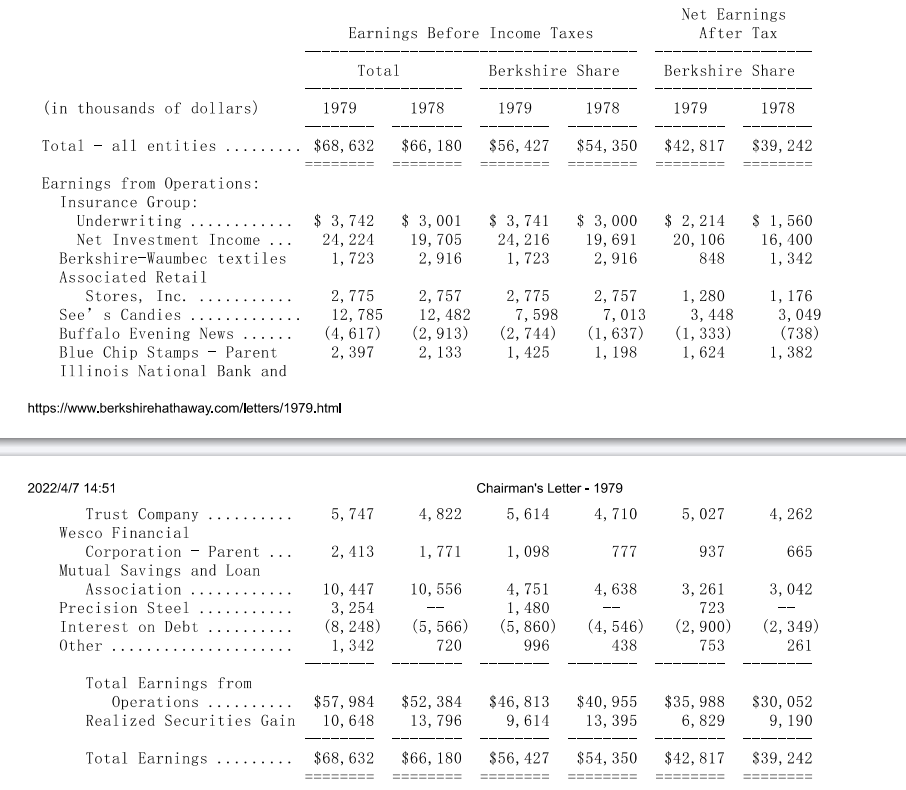 Net Earnings
Earnings Before Income Taxes After Tax
Total Berkshire Share Berkshire Share
(in thousands of dollars) 1979 1978 1979 1978 1979 1978
Total – all entities ......... $68,632 $66,180 $56,427 $54,350 $42,817 $39,242
======== ======== ======== ======== ======== ========
Earnings from Operations:
Insurance Group:
Underwriting ............ $ 3,742 $ 3,001 $ 3,741 $ 3,000 $ 2,214 $ 1,560
Net Investment Income ... 24,224 19,705 24,216 19,691 20,106 16,400
Berkshire–Waumbec textiles 1,723 2,916 1,723 2,916 848 1,342
Associated Retail
Stores, Inc. ........... 2,775 2,757 2,775 2,757 1,280 1,176
See’s Candies ............. 12,785 12,482 7,598 7,013 3,448 3,049
Buffalo Evening News ...... (4,617) (2,913) (2,744) (1,637) (1,333) (738)
Blue Chip Stamps – Parent 2,397 2,133 1,425 1,198 1,624 1,382
Illinois National Bank and
https://www.berkshirehathaway.com/letters/1979.html
2022/4/7 14:51 Chairman's Letter - 1979
Trust Company .......... 5,747 4,822 5,614 4,710 5,027 4,262
Wesco Financial
Corporation – Parent ... 2,413 1,771 1,098 777 937 665
Mutual Savings and Loan
Association ............ 10,447 10,556 4,751 4,638 3,261 3,042
Precision Steel ........... 3,254 –– 1,480 –– 723 ––
Interest on Debt .......... (8,248) (5,566) (5,860) (4,546) (2,900) (2,349)
Other ..................... 1,342 720 996 438 753 261
Total Earnings from
Operations .......... $57,984 $52,384 $46,813 $40,955 $35,988 $30,052
Realized Securities Gain 10,648 13,796 9,614 13,395 6,829 9,190
Total Earnings ......... $68,632 $66,180 $56,427 $54,350 $42,817 $39,242
======== ======== ======== ======== ======== ========